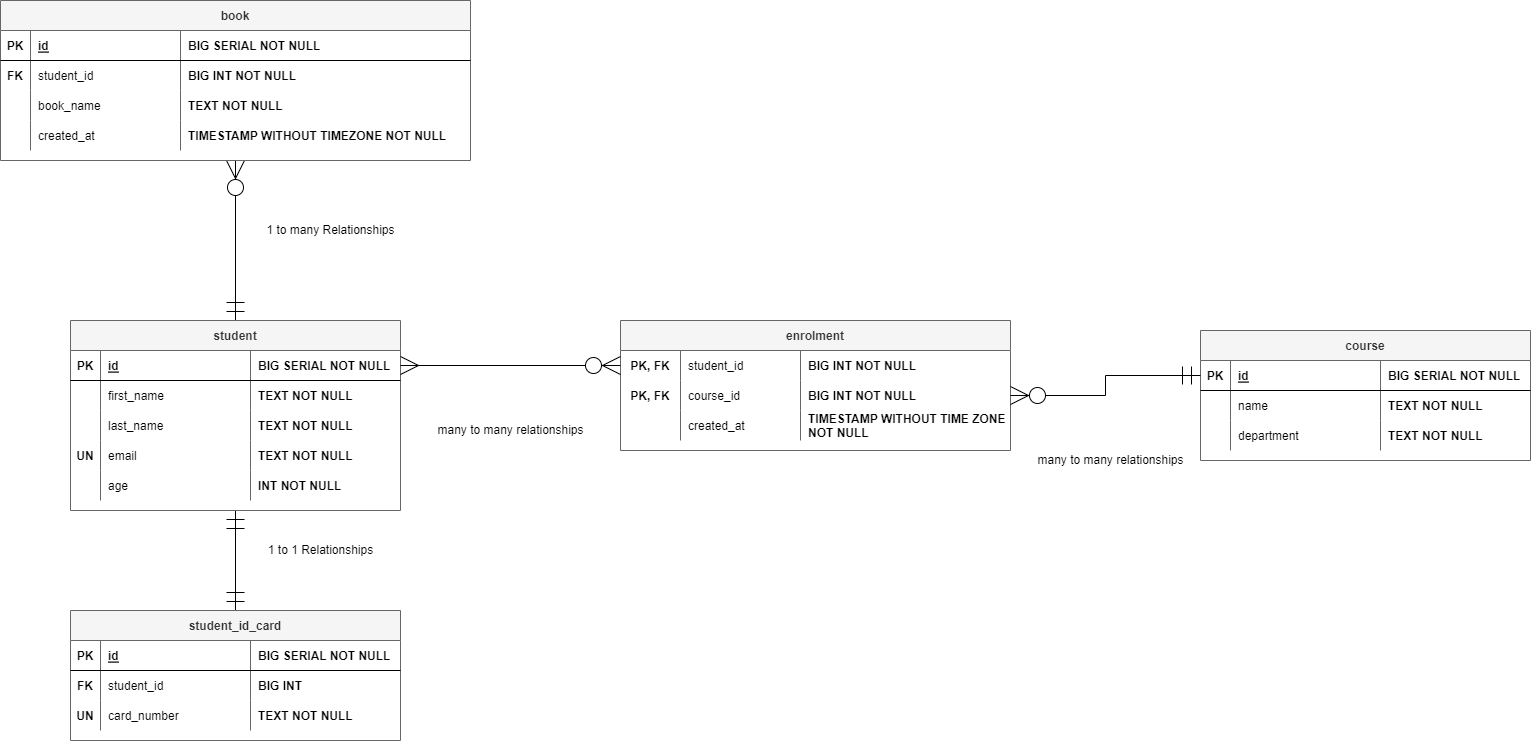 book
PK id BIG SERIAL NOT NULL
FK student_id BIG INT NOT NULL
book_name TEXT NOT NULL
created_at TIMESTAMP WITHOUT TIMEZONE NOT NULL
1 to many Relationships
student
PK id BIG SERIAL NOT NULL
first_name TEXT NOT NULL
last_name TEXT NOT NULL
UN email TEXT NOT NULL
age INT NOT NULL
many to many relationships
enrolment
PK, FK student_id BIG INT NOT NULL
PK, FK course_id BIG INT NOT NULL
created_at TIMESTAMP WITHOUT TIME ZONE
NOT NULL
many to many relationships
course
PK id BIG SERIAL NOT NULL
name TEXT NOT NULL
department TEXT NOT NULL
1 to 1 Relationships
student_id_card
PK id BIG SERIAL NOT NULL
FK student_id BIG INT
UN card_number TEXT NOT NULL